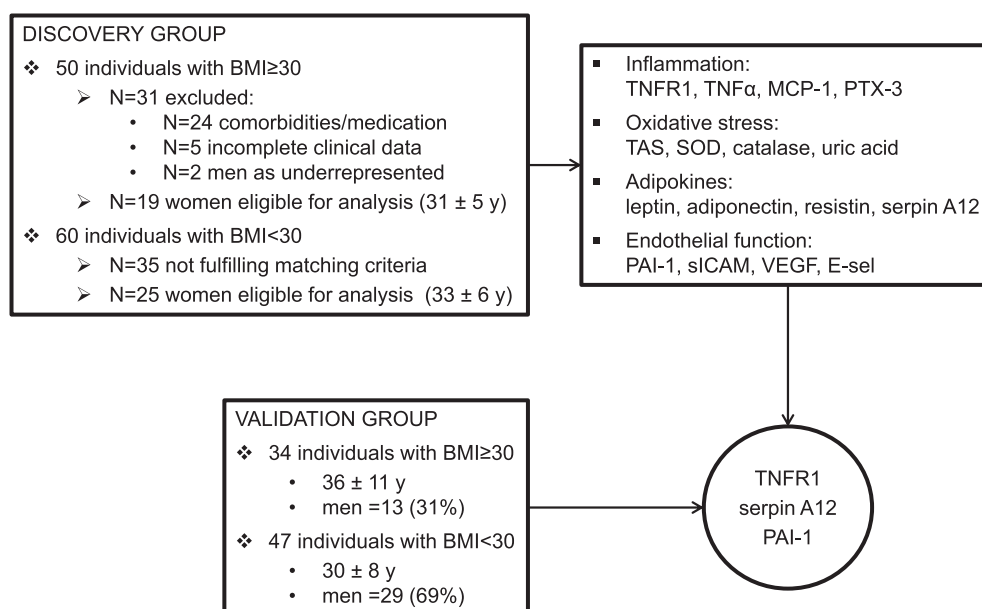 DISCOVERY GROUP
❖ 50 individuals with BMI≥30
➢ N=31 excluded:
• N=24 comorbidities/medication
• N=5 incomplete clinical data
• N=2 men as underrepresented
➢ N=19 women eligible for analysis (31 ± 5 y)
❖ 60 individuals with BMI<30
➢ N=35 not fulfilling matching criteria
➢ N=25 women eligible for analysis (33 ± 6 y)
▪ Inflammation:
TNFR1, TNFα, MCP-1, PTX-3
▪ Oxidative stress:
TAS, SOD, catalase, uric acid
▪ Adipokines:
leptin, adiponectin, resistin, serpin A12
▪ Endothelial function:
PAI-1, sICAM, VEGF, E-sel
VALIDATION GROUP
❖ 34 individuals with BMI≥30
• 36 ± 11 y
• men =13 (31%)
❖ 47 individuals with BMI<30
• 30 ± 8 y
• men =29 (69%)
TNFR1
serpin A12
PAI-1